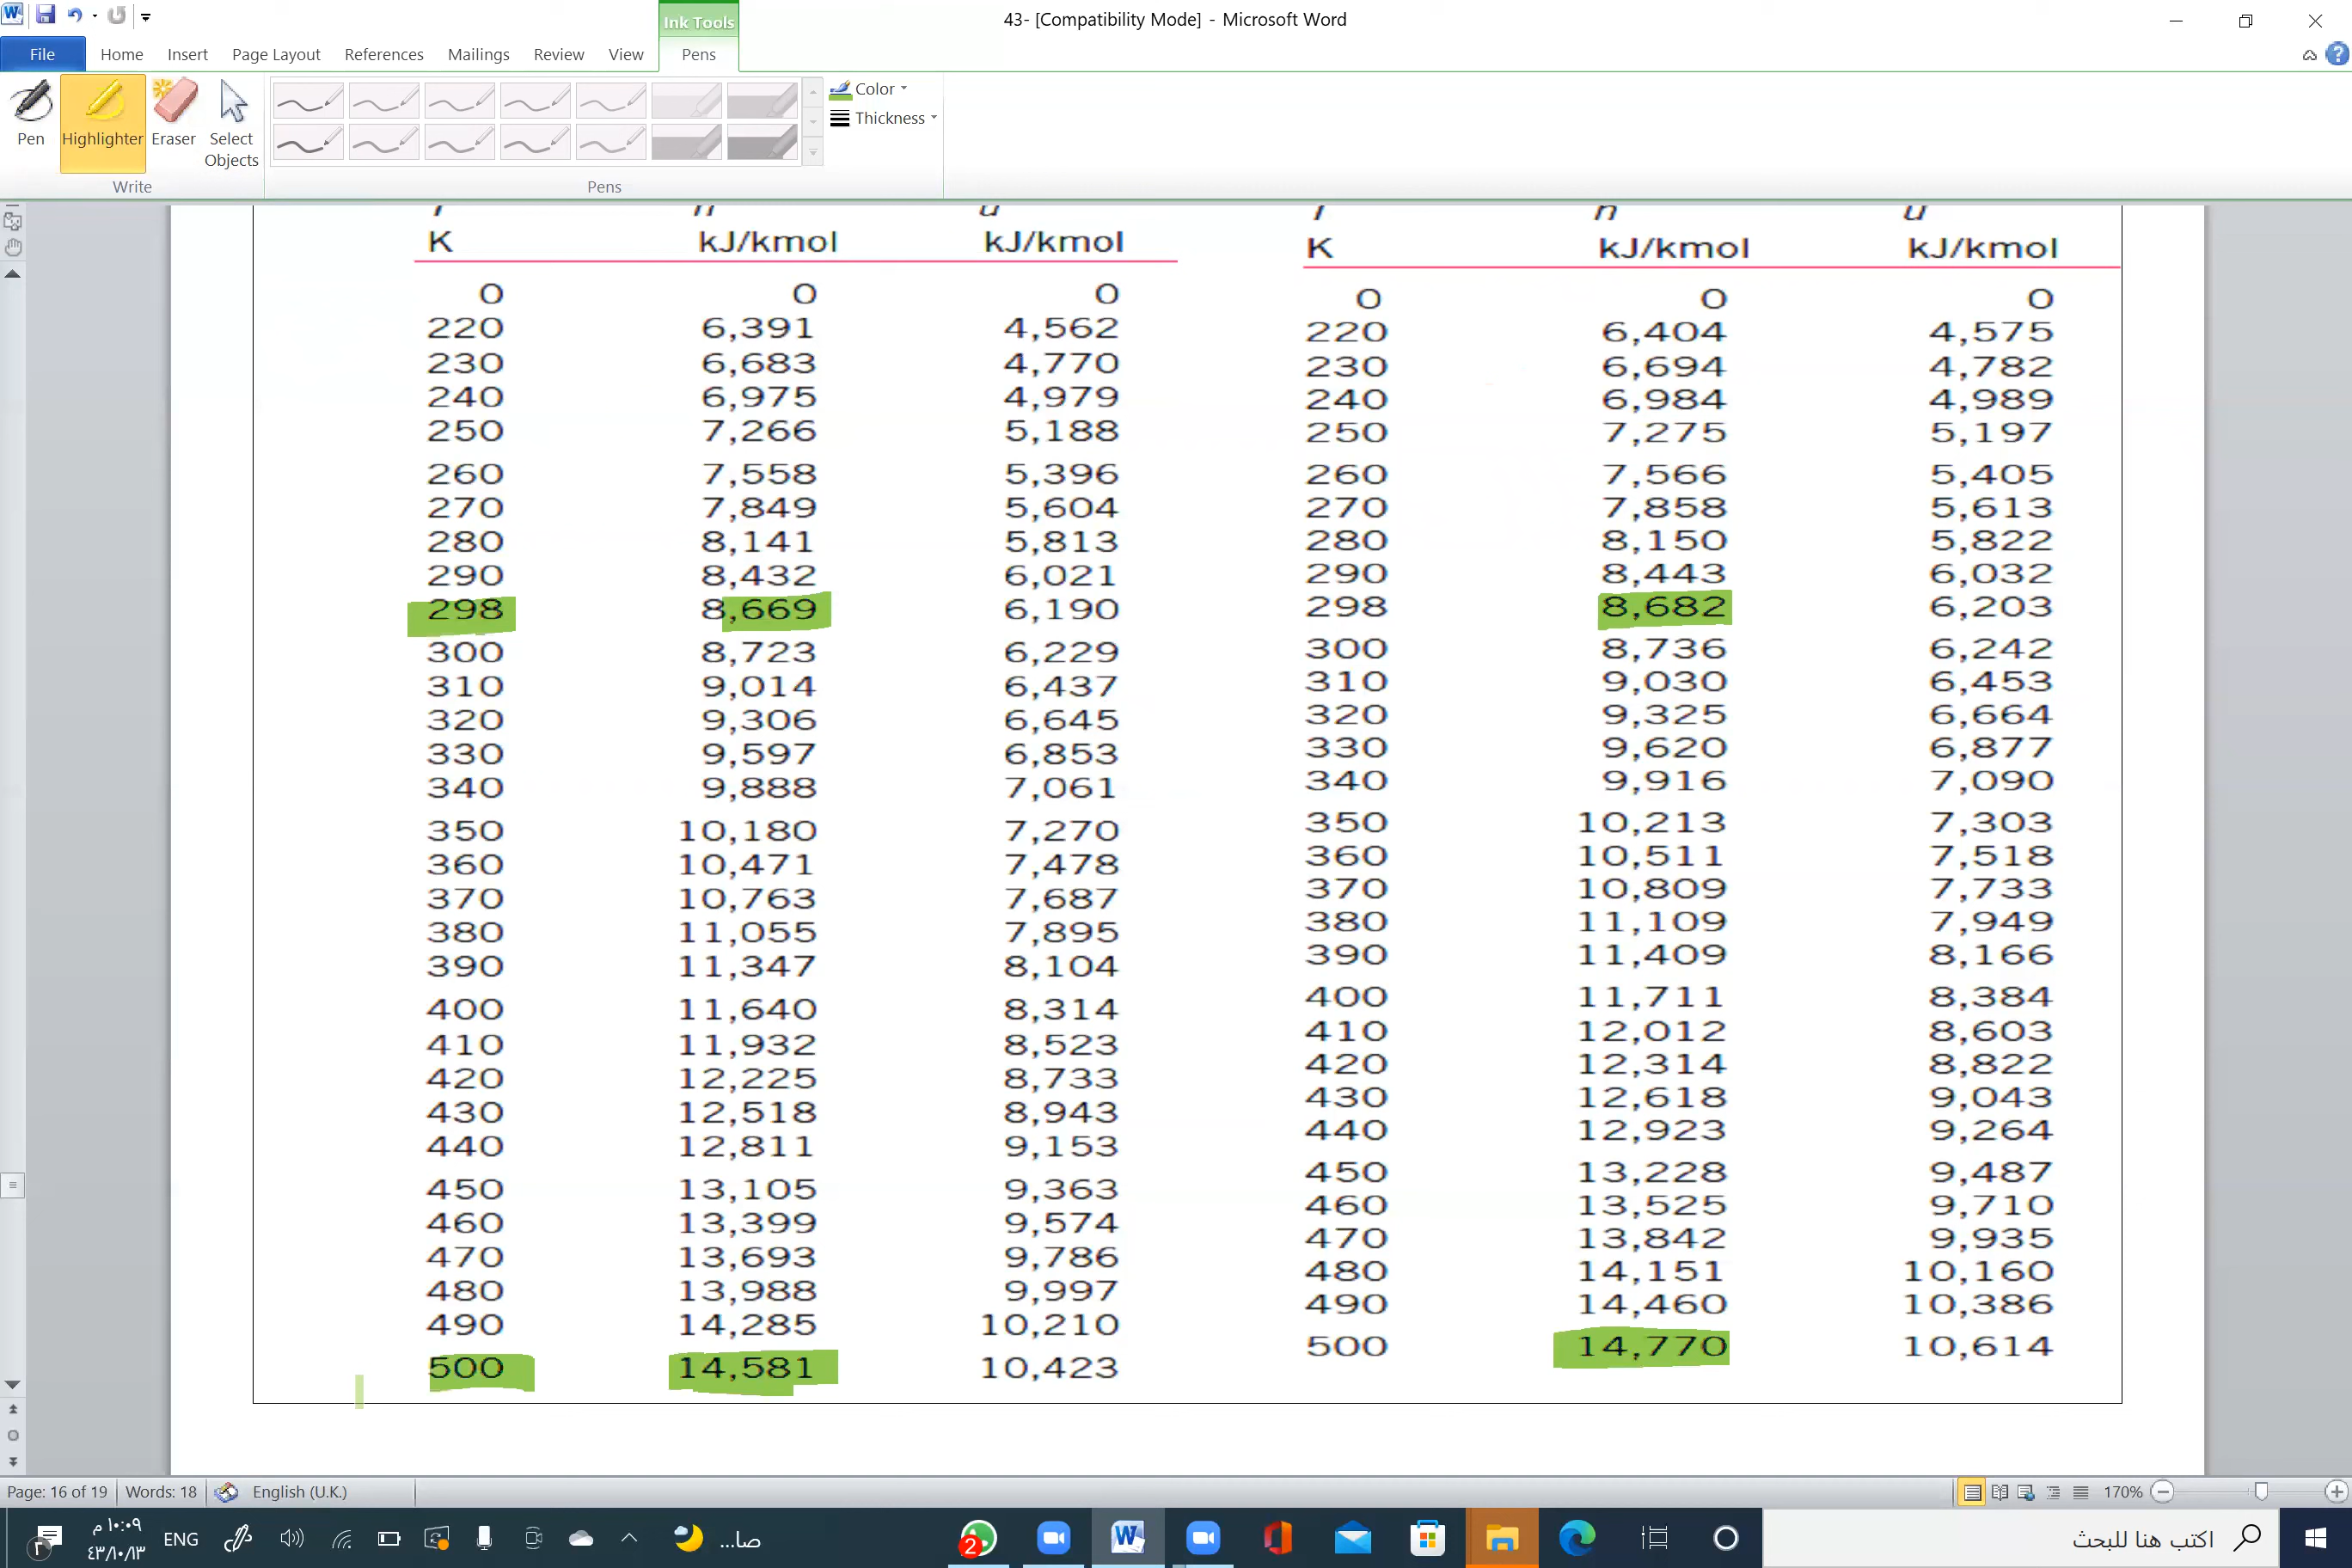 43- [Compatibility Mode] - Microsoft Word
Ink Tools
File Home Insert Page Layout References Mailings Review View Pens
Pen Highlighter Eraser Select Objects
Color
Thickness
Write Pens
K kJ/kmol kJ/kmol K kJ/kmol kJ/kmol
0 0 0 0 0 0
220 6,391 4,562 220 6,404 4,575
230 6,683 4,770 230 6,694 4,782
240 6,975 4,979 240 6,984 4,989
250 7,266 5,188 250 7,275 5,197
260 7,558 5,396 260 7,566 5,405
270 7,849 5,604 270 7,858 5,613
280 8,141 5,813 280 8,150 5,822
290 8,432 6,021 290 8,443 6,032
298 8,669 6,190 298 8,682 6,203
300 8,723 6,229 300 8,736 6,242
310 9,014 6,437 310 9,030 6,453
320 9,306 6,645 320 9,325 6,664
330 9,597 6,853 330 9,620 6,877
340 9,888 7,061 340 9,916 7,090
350 10,180 7,270 350 10,213 7,303
360 10,471 7,478 360 10,511 7,518
370 10,763 7,687 370 10,809 7,733
380 11,055 7,895 380 11,109 7,949
390 11,347 8,104 390 11,409 8,166
400 11,640 8,314 400 11,711 8,384
410 11,932 8,523 410 12,012 8,603
420 12,225 8,733 420 12,314 8,822
430 12,518 8,943 430 12,618 9,043
440 12,811 9,153 440 12,923 9,264
450 13,105 9,363 450 13,228 9,487
460 13,399 9,574 460 13,525 9,710
470 13,693 9,786 470 13,842 9,935
480 13,988 9,997 480 14,151 10,160
490 14,285 10,210 490 14,460 10,386
500 14,581 10,423 500 14,770 10,614
Page: 16 of 19 Words: 18 English (U.K.) 170%
١٠:٠٩ م
٤٣/١٠/١٣
ENG
صا...
2
اكتب هنا للبحث